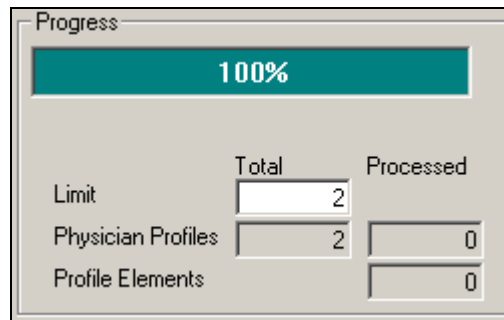 Progress
100%
Total Processed
Limit 2
Physician Profiles 2 0
Profile Elements 0